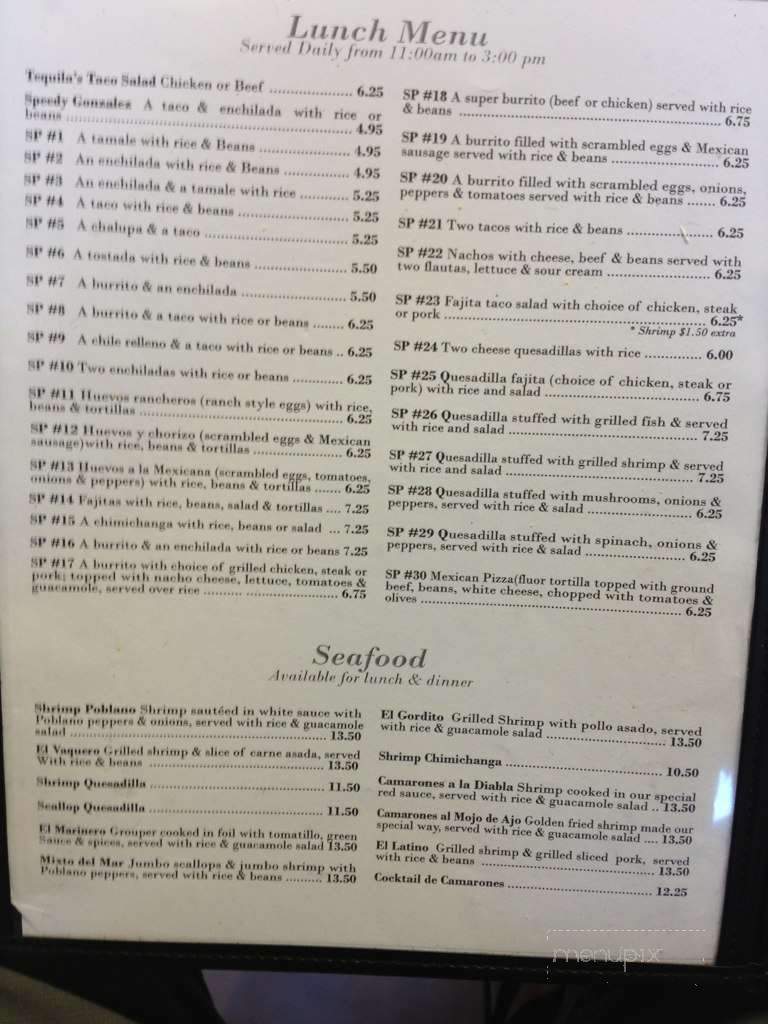 Lunch Menu
Served Daily from 11:00am to 3:00 pm
Tequila's Taco Salad Chicken or Beef .................... 6.25
Speedy Gonzales A taco & enchilada with rice or
beans .................... 4.95
SP #1 A tamale with rice & Beans .................... 4.95
SP #2 An enchilada with rice & Beans .................... 4.95
SP #3 An enchilada & a tamale with rice ........... 5.25
SP #4 A taco with rice & beans .................... 5.25
SP #5 A chalupa & a taco .................... 5.25
SP #6 A tostada with rice & beans .................... 5.50
SP #7 A burrito & an enchilada .................... 5.50
SP #8 A burrito & a taco with rice or beans ........ 6.25
SP #9 A chile relleno & a taco with rice or beans .. 6.25
SP #10 Two enchiladas with rice or beans ............ 6.25
SP #11 Huevos rancheros (ranch style eggs) with rice,
beans & tortillas .................... 6.25
SP #12 Huevos y chorizo (scrambled eggs & Mexican
sausage)with rice, beans & tortillas .................... 6.25
SP #13 Huevos a la Mexicana (scrambled eggs, tomatoes,
onions & peppers) with rice, beans & tortillas ....... 6.25
SP #14 Fajitas with rice, beans, salad & tortillas .... 7.25
SP #15 A chimichanga with rice, beans or salad ... 7.25
SP #16 A burrito & an enchilada with rice or beans 7.25
SP #17 A burrito with choice of grilled chicken, steak or
pork; topped with nacho cheese, lettuce, tomatoes &
guacamole, served over rice .................... 6.75
SP #18 A super burrito (beef or chicken) served with rice
& beans .................... 6.75
SP #19 A burrito filled with scrambled eggs & Mexican
sausage served with rice & beans .................... 6.25
SP #20 A burrito filled with scrambled eggs, onions,
peppers & tomatoes served with rice & beans ....... 6.25
SP #21 Two tacos with rice & beans .................... 6.25
SP #22 Nachos with cheese, beef & beans served with
two flautas, lettuce & sour cream .................... 6.25
SP #23 Fajita taco salad with choice of chicken, steak
or pork .................... 6.25*
* Shrimp $1.50 extra
SP #24 Two cheese quesadillas with rice ............ 6.00
SP #25 Quesadilla fajita (choice of chicken, steak or
pork) with rice and salad .................... 6.75
SP #26 Quesadilla stuffed with grilled fish & served
with rice and salad .................... 7.25
SP #27 Quesadilla stuffed with grilled shrimp & served
with rice and salad .................... 7.25
SP #28 Quesadilla stuffed with mushrooms, onions &
peppers, served with rice & salad .................... 6.25
SP #29 Quesadilla stuffed with spinach, onions &
peppers, served with rice & salad .................... 6.25
SP #30 Mexican Pizza(fluor tortilla topped with ground
beef, beans, white cheese, chopped with tomatoes &
olives .................... 6.25
Seafood
Available for lunch & dinner
Shrimp Poblano Shrimp sautéed in white sauce with
Poblano peppers & onions, served with rice & guacamole
salad .................... 13.50
El Vaquero Grilled shrimp & slice of carne asada, served
With rice & beans .................... 13.50
Shrimp Quesadilla .................... 11.50
Scallop Quesadilla .................... 11.50
El Marinero Grouper cooked in foil with tomatillo, green
Sauce & spices, served with rice & guacamole salad 13.50
Mixto del Mar Jumbo scallops & jumbo shrimp with
Poblano peppers, served with rice & beans ......... 13.50
El Gordito Grilled Shrimp with pollo asado, served
with rice & guacamole salad .................... 13.50
Shrimp Chimichanga .................... 10.50
Camarones a la Diabla Shrimp cooked in our special
red sauce, served with rice & guacamole salad .. 13.50
Camarones al Mojo de Ajo Golden fried shrimp made our
special way, served with rice & guacamole salad .... 13.50
El Latino Grilled shrimp & grilled sliced pork, served
with rice & beans .................... 13.50
Cocktail de Camarones .................... 12.25
menupix